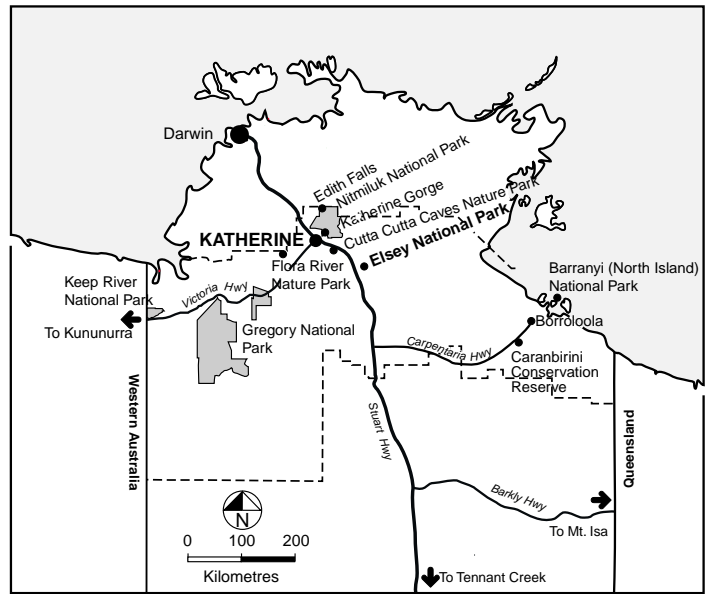 Darwin
Edith Falls
Nitmiluk National Park
Katherine Gorge
Cutta Cutta Caves Nature Park
KATHERINE
Elsey National Park
Flora River
Nature Park
Barranyi (North Island)
National Park
Keep River
National Park
Victoria Hwy
To Kununurra
Gregory National
Park
Borroloola
Carpentaria Hwy
Caranbirini
Conservation
Reserve
Western Australia
Stuart Hwy
Queensland
Barkly Hwy
N
To Mt. Isa
0 100 200
Kilometres
To Tennant Creek